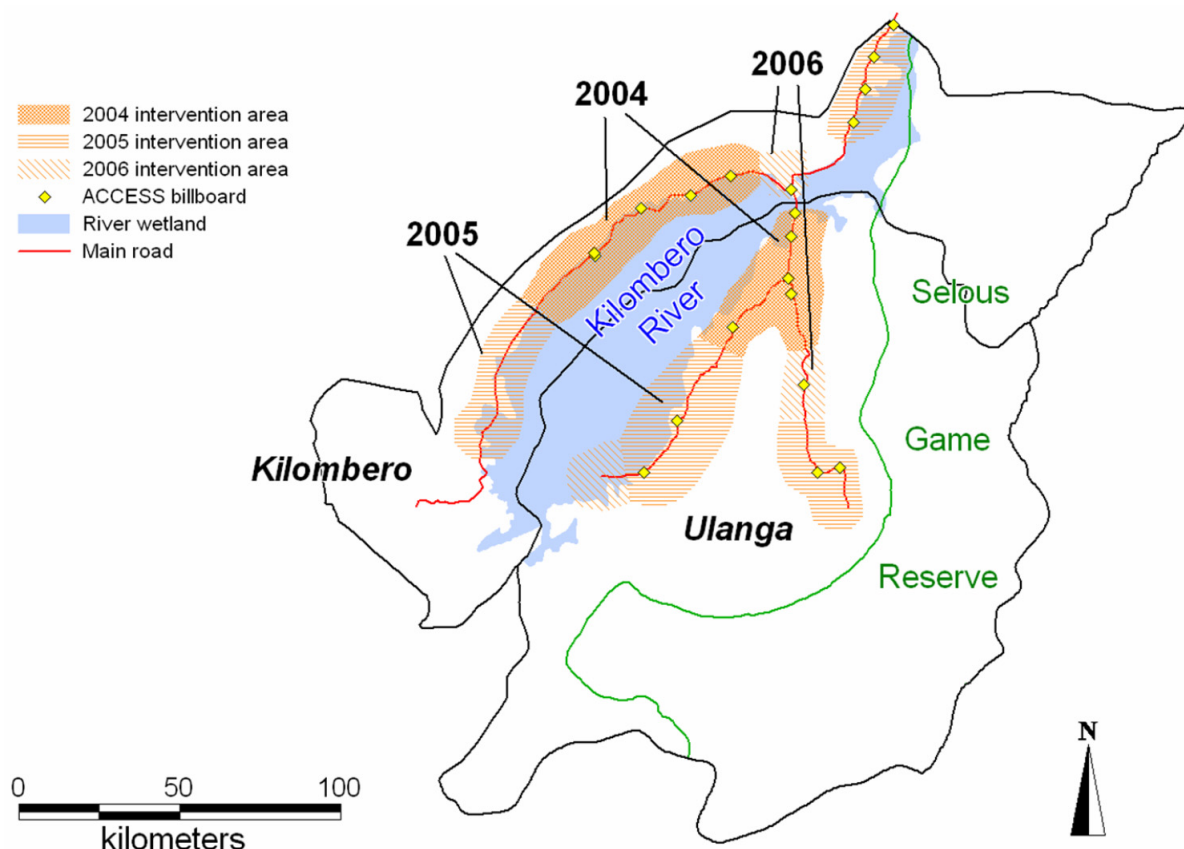 2006
2004
2004 intervention area
2005 intervention area
2006 intervention area
ACCESS billboard
River wetland
Main road
2005
Kilombero
River
Selous
Game
Reserve
Kilombero
Ulanga
N
0 50 100
kilometers